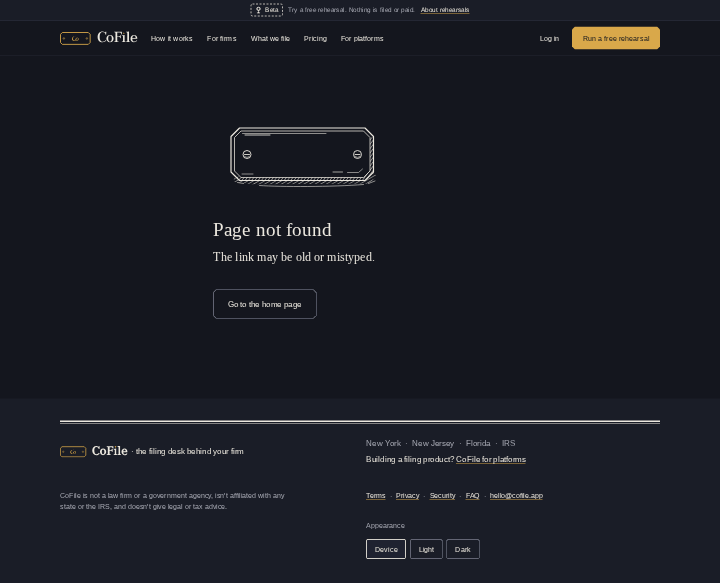 Beta Try a free rehearsal. Nothing is filed or paid. About rehearsals
Co CoFile How it works For firms What we file Pricing For platforms Log in Run a free rehearsal
Page not found
The link may be old or mistyped.
Go to the home page
Co CoFile · the filing desk behind your firm
New York · New Jersey · Florida · IRS
Building a filing product? CoFile for platforms
CoFile is not a law firm or a government agency, isn't affiliated with any
state or the IRS, and doesn't give legal or tax advice.
Terms · Privacy · Security · FAQ · hello@cofile.app
Appearance
Device Light Dark